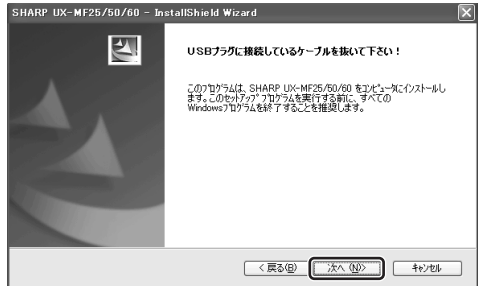 SHARP UX-MF25/50/60 - InstallShield Wizard
USBプラグに接続しているケーブルを抜いて下さい！
このﾌﾟﾛｸﾞﾗﾑは、SHARP UX-MF25/50/60 をｺﾝﾋﾟｭｰﾀにｲﾝｽﾄｰﾙし
ます。このｾｯﾄｱｯﾌﾟ ﾌﾟﾛｸﾞﾗﾑを実行する前に、すべての
Windowsﾌﾟﾛｸﾞﾗﾑを終了することを推奨します。
< 戻る(B)
次へ (N)>
ｷｬﾝｾﾙ